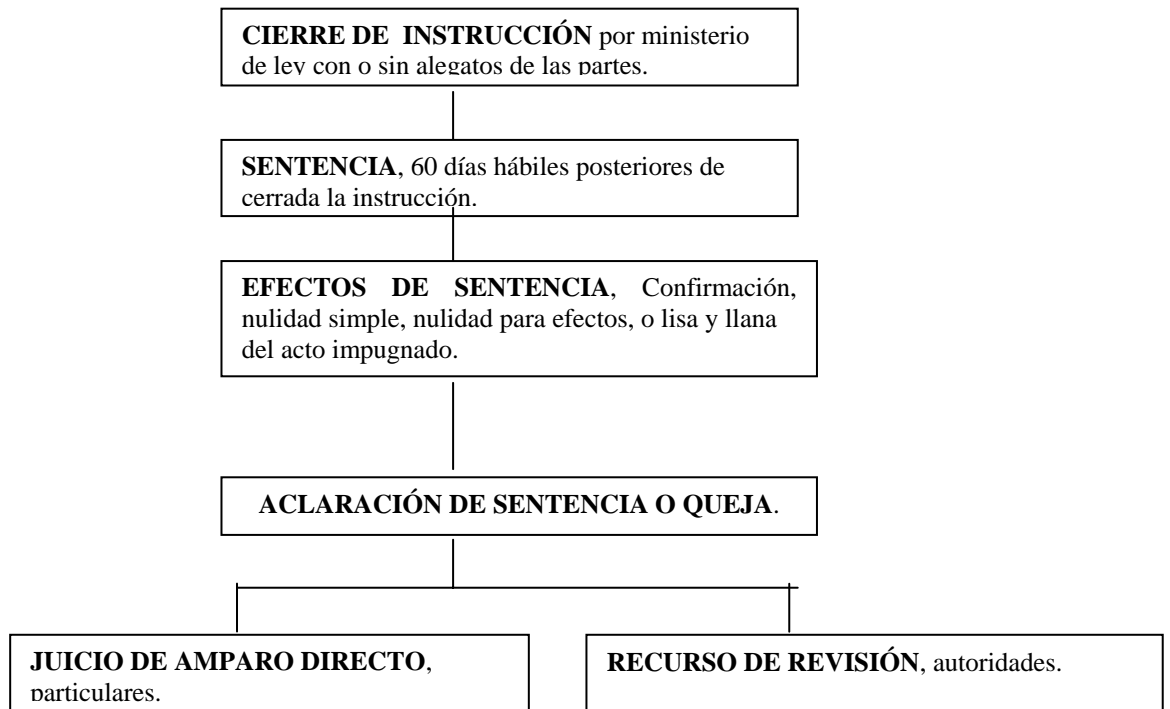 CIERRE DE INSTRUCCIÓN por ministerio
de ley con o sin alegatos de las partes.
SENTENCIA, 60 días hábiles posteriores de
cerrada la instrucción.
EFECTOS DE SENTENCIA, Confirmación,
nulidad simple, nulidad para efectos, o lisa y llana
del acto impugnado.
ACLARACIÓN DE SENTENCIA O QUEJA.
JUICIO DE AMPARO DIRECTO,
particulares.
RECURSO DE REVISIÓN, autoridades.